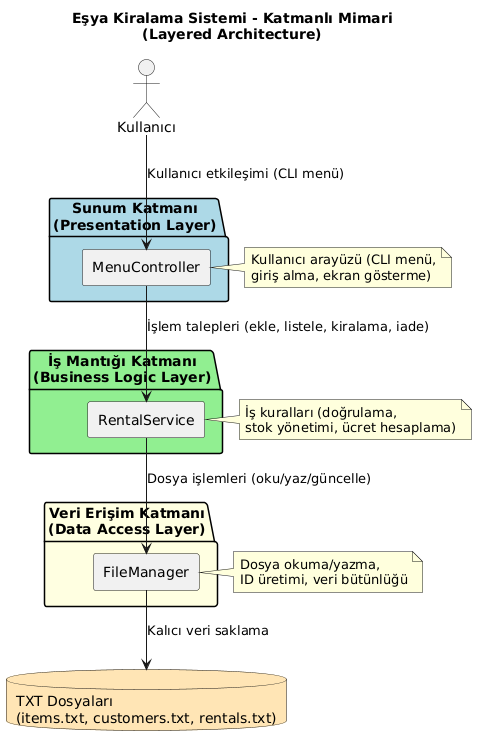 Eşya Kiralama Sistemi - Katmanlı Mimari
(Layered Architecture)
Kullanıcı
Kullanıcı etkileşimi (CLI menü)
Sunum Katmanı
(Presentation Layer)
MenuController
Kullanıcı arayüzü (CLI menü,
giriş alma, ekran gösterme)
İşlem talepleri (ekle, listele, kiralama, iade)
İş Mantığı Katmanı
(Business Logic Layer)
RentalService
İş kuralları (doğrulama,
stok yönetimi, ücret hesaplama)
Dosya işlemleri (oku/yaz/güncelle)
Veri Erişim Katmanı
(Data Access Layer)
FileManager
Dosya okuma/yazma,
ID üretimi, veri bütünlüğü
Kalıcı veri saklama
TXT Dosyaları
(items.txt, customers.txt, rentals.txt)